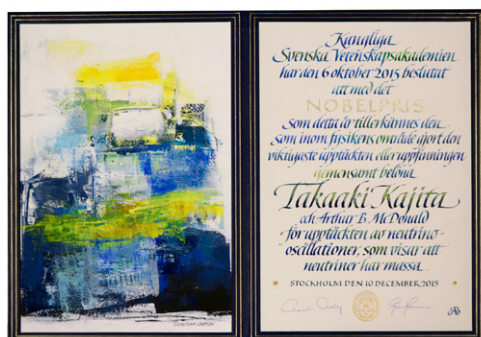 Kungliga
Svenska Vetenskapsakademien
har den 6 oktober 2015 beslutat
att med det
NOBELPRIS
som detta år tillerkännes den
som inom fysikens område gjort den
viktigaste upptäckten eller uppfinningen
gemensamt belöna
Takaaki Kajita
och Arthur B. McDonald
för upptäckten av neutrino-
oscillationer, som visar att
neutriner har massa
STOCKHOLM DEN 10 DECEMBER 2015